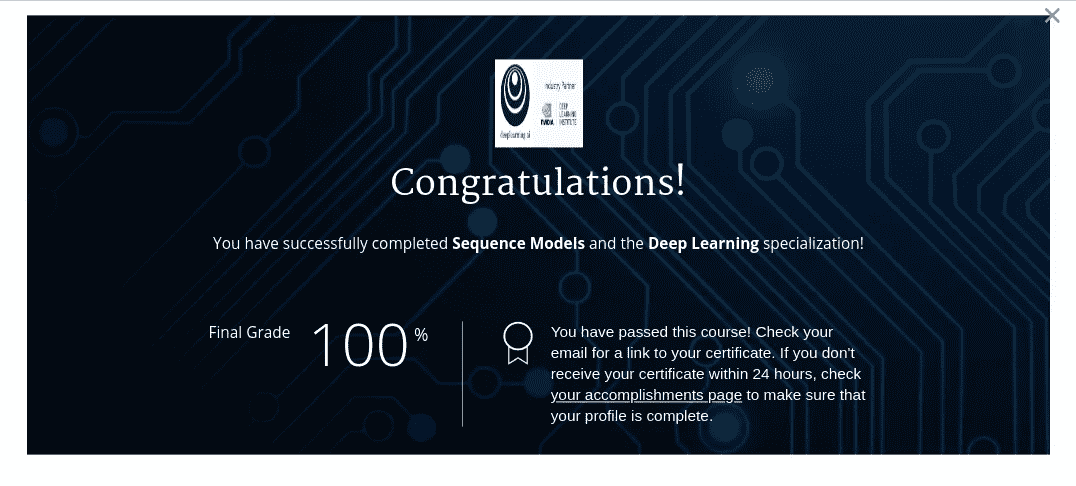 Industry Partner
deeplearning.ai
NVIDIA
DEEP
LEARNING
INSTITUTE
Congratulations!
You have successfully completed Sequence Models and the Deep Learning specialization!
Final Grade 100 %
You have passed this course! Check your
email for a link to your certificate. If you don't
receive your certificate within 24 hours, check
your accomplishments page to make sure that
your profile is complete.